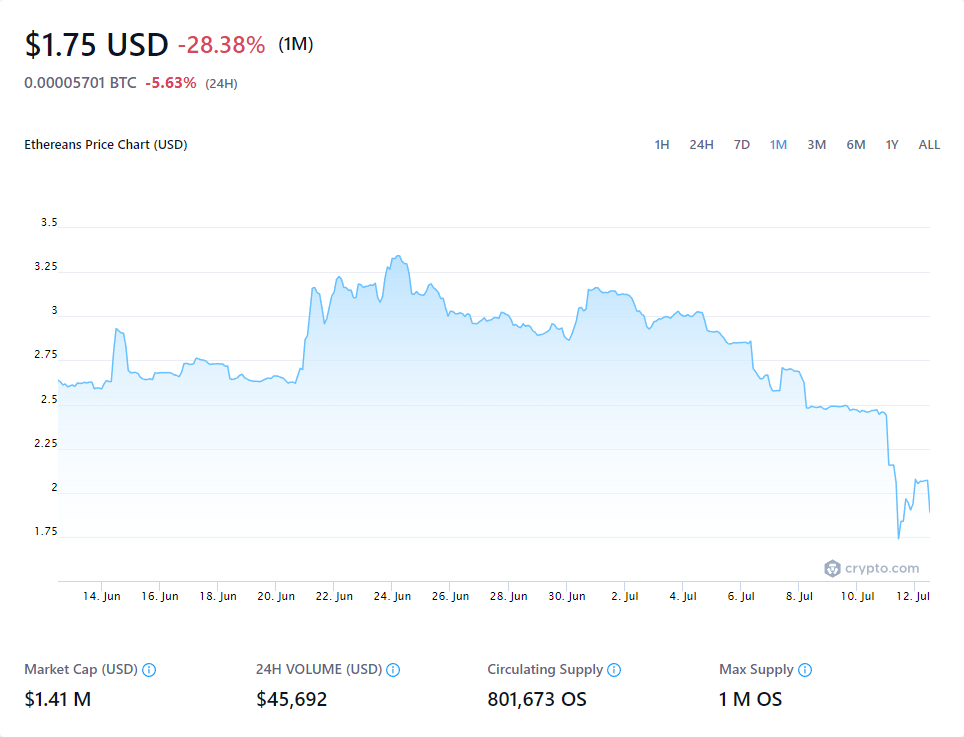 $1.75 USD -28.38% (1M)
0.00005701 BTC -5.63% (24H)
Ethereans Price Chart (USD) 1H 24H 7D 1M 3M 6M 1Y ALL
3.5
3.25
3
2.75
2.5
2.25
2
1.75
crypto.com
14. Jun 16. Jun 18. Jun 20. Jun 22. Jun 24. Jun 26. Jun 28. Jun 30. Jun 2. Jul 4. Jul 6. Jul 8. Jul 10. Jul 12. Jul
Market Cap (USD) 24H VOLUME (USD) Circulating Supply Max Supply
$1.41 M $45,692 801,673 OS 1 M OS